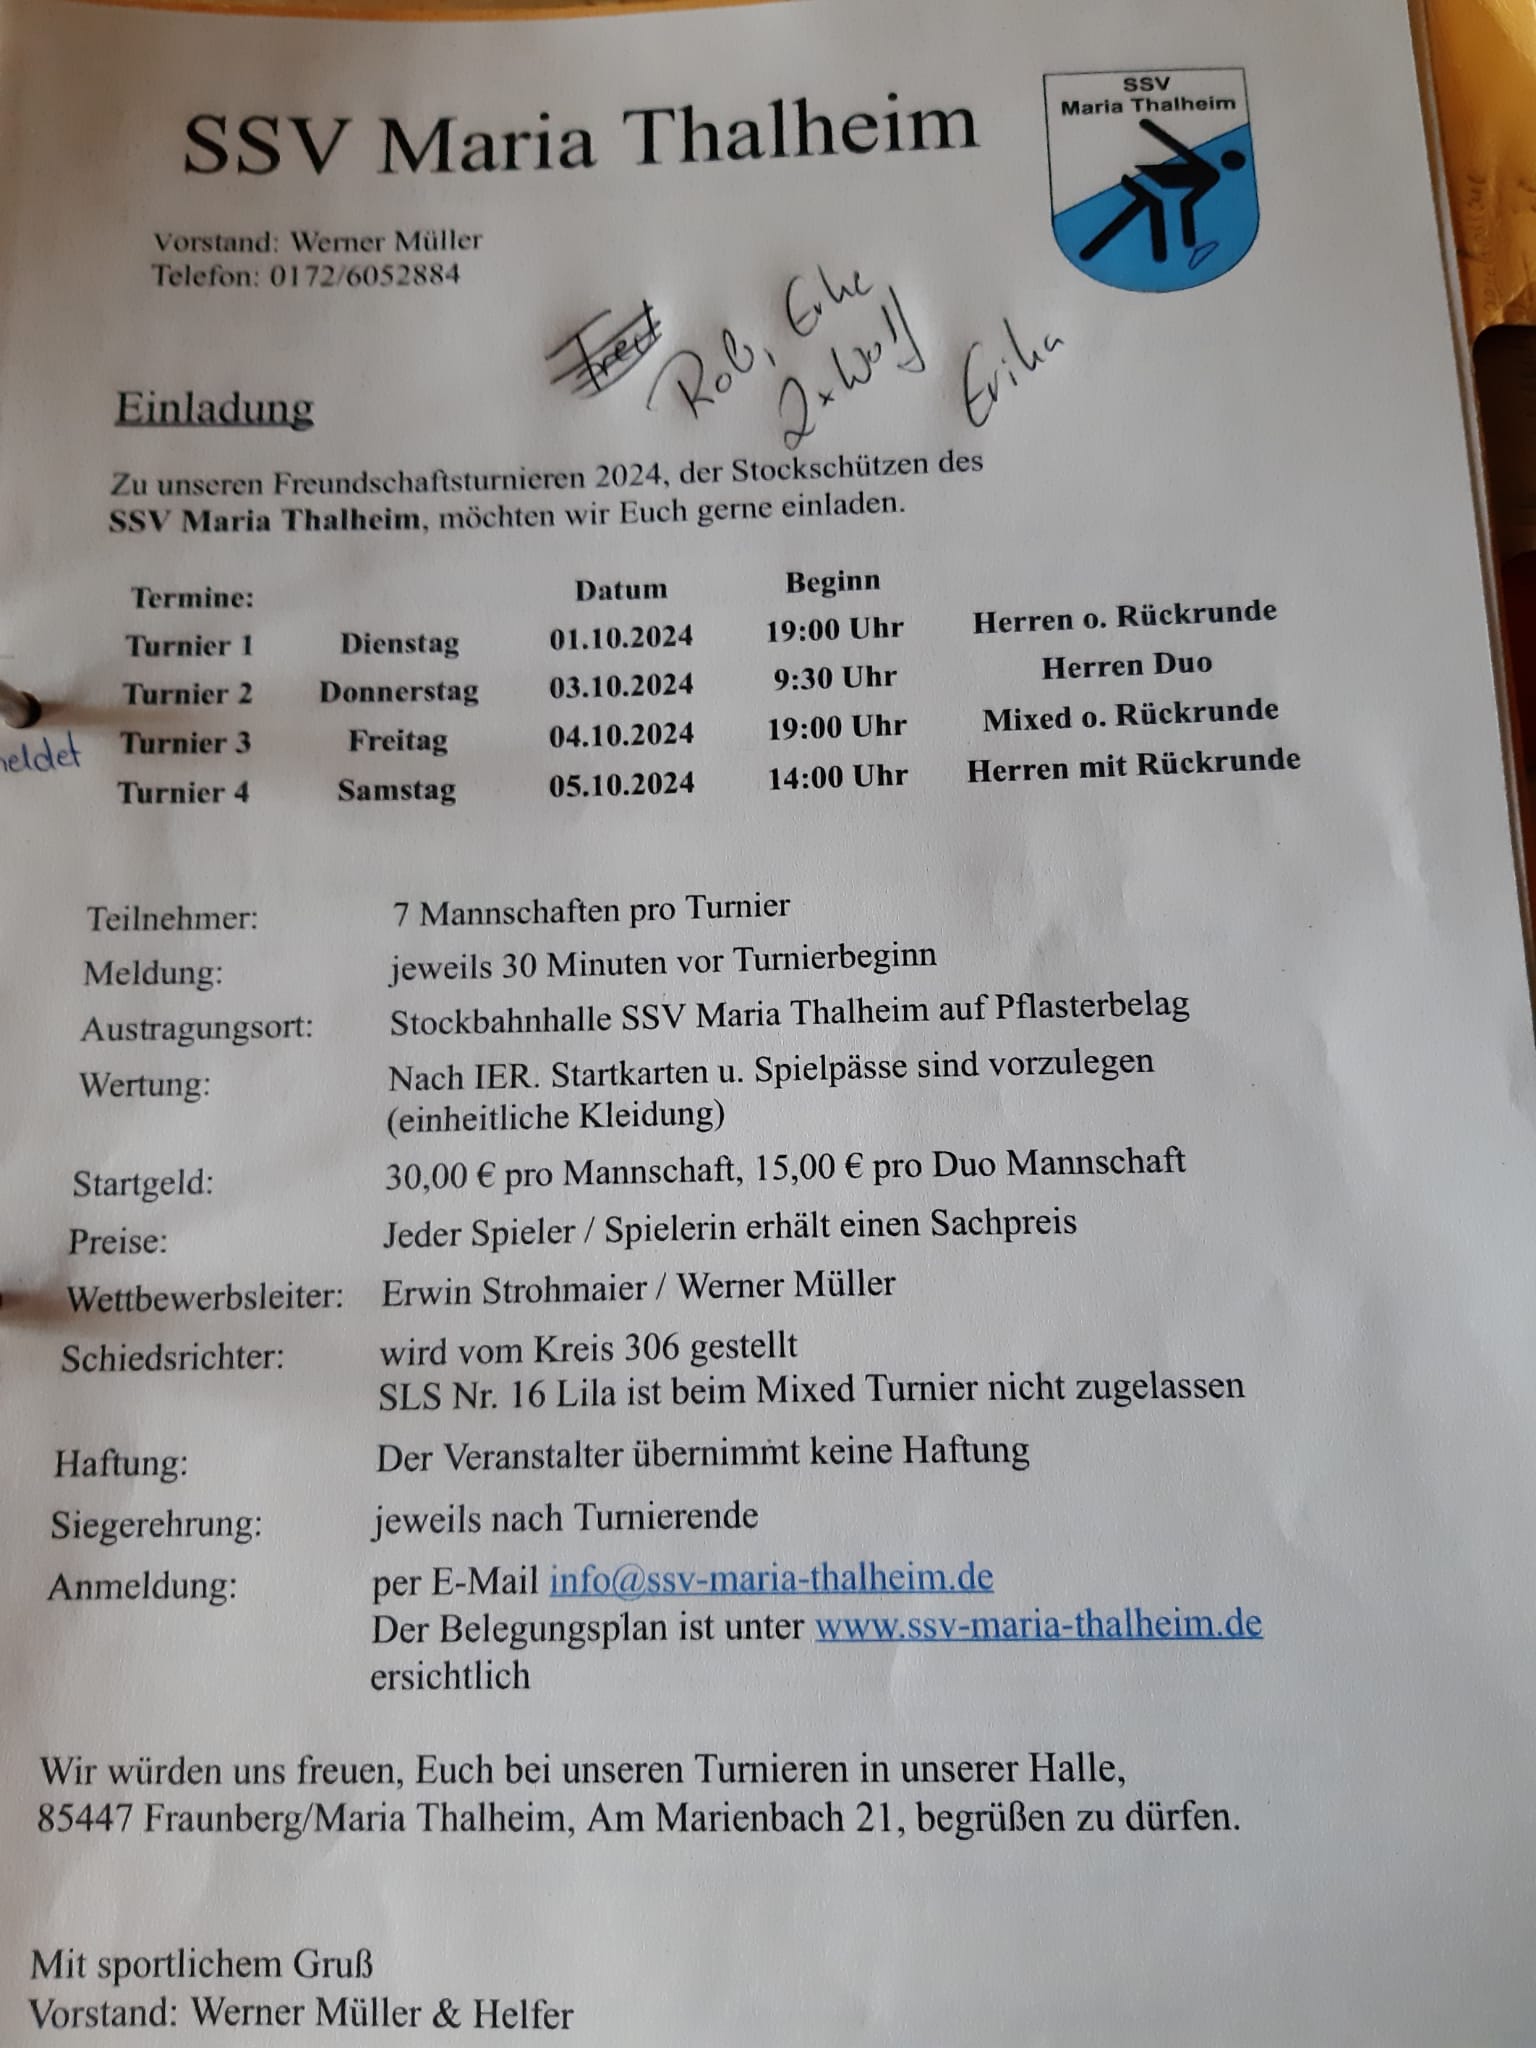 SSV Maria Thalheim
SSV
Maria Thalheim
Vorstand: Werner Müller
Telefon: 0172/6052884
Rob,
2x Wolf
Erika
Einladung
Zu unseren Freundschaftsturnieren 2024, der Stockschützen des
SSV Maria Thalheim, möchten wir Euch gerne einladen.
Termine: Datum Beginn
Turnier 1 Dienstag 01.10.2024 19:00 Uhr Herren o. Rückrunde
Turnier 2 Donnerstag 03.10.2024 9:30 Uhr Herren Duo
eldet Turnier 3 Freitag 04.10.2024 19:00 Uhr Mixed o. Rückrunde
Turnier 4 Samstag 05.10.2024 14:00 Uhr Herren mit Rückrunde
Teilnehmer: 7 Mannschaften pro Turnier
Meldung: jeweils 30 Minuten vor Turnierbeginn
Austragungsort: Stockbahnhalle SSV Maria Thalheim auf Pflasterbelag
Wertung: Nach IER. Startkarten u. Spielpässe sind vorzulegen
(einheitliche Kleidung)
Startgeld: 30,00 € pro Mannschaft, 15,00 € pro Duo Mannschaft
Preise: Jeder Spieler / Spielerin erhält einen Sachpreis
Wettbewerbsleiter: Erwin Strohmaier / Werner Müller
Schiedsrichter: wird vom Kreis 306 gestellt
SLS Nr. 16 Lila ist beim Mixed Turnier nicht zugelassen
Haftung: Der Veranstalter übernimmt keine Haftung
Siegerehrung: jeweils nach Turnierende
Anmeldung: per E-Mail info@ssv-maria-thalheim.de
Der Belegungsplan ist unter www.ssv-maria-thalheim.de
ersichtlich
Wir würden uns freuen, Euch bei unseren Turnieren in unserer Halle,
85447 Fraunberg/Maria Thalheim, Am Marienbach 21, begrüßen zu dürfen.
Mit sportlichem Gruß
Vorstand: Werner Müller & Helfer